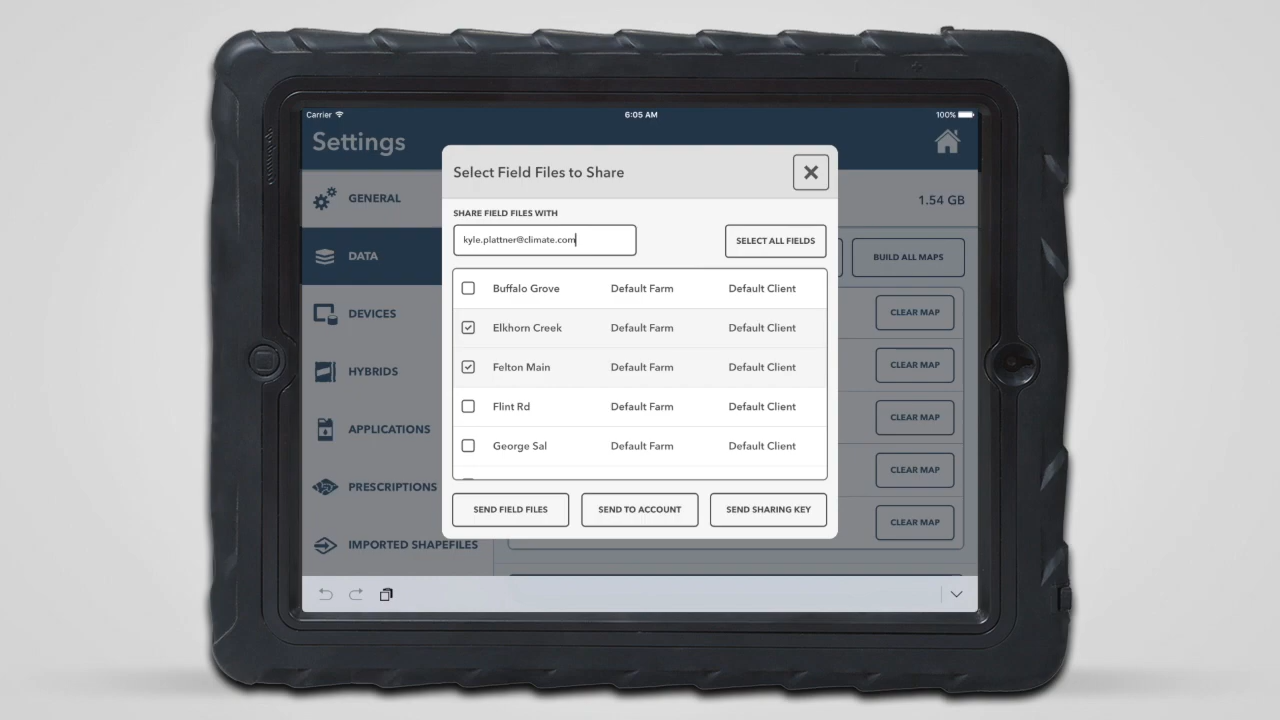 Carrier
6:05 AM
100%
Settings
Select Field Files to Share
GENERAL
1.54 GB
SHARE FIELD FILES WITH
kyle.plattner@climate.com
SELECT ALL FIELDS
DATA
BUILD ALL MAPS
Buffalo Grove Default Farm Default Client
DEVICES
CLEAR MAP
Elkhorn Creek Default Farm Default Client
HYBRIDS
Felton Main Default Farm Default Client
CLEAR MAP
Flint Rd Default Farm Default Client
CLEAR MAP
APPLICATIONS
George Sal Default Farm Default Client
CLEAR MAP
PRESCRIPTIONS
SEND FIELD FILES
SEND TO ACCOUNT
SEND SHARING KEY
CLEAR MAP
IMPORTED SHAPEFILES